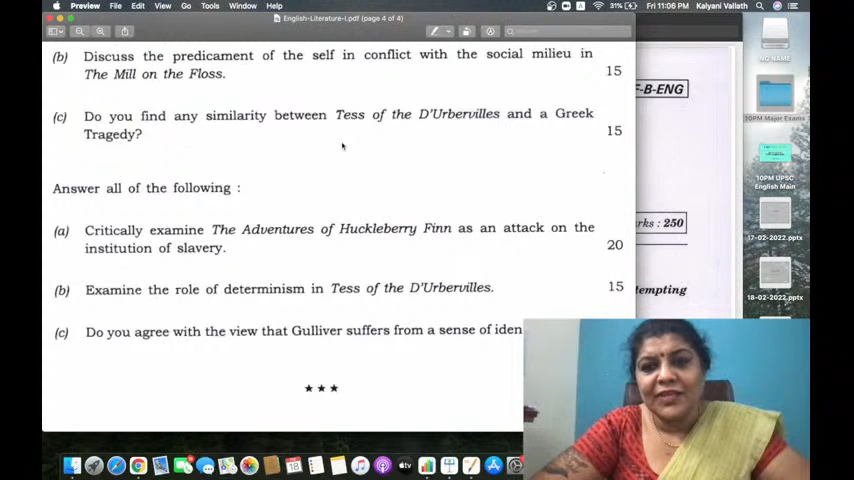 Preview File Edit View Go Tools Window Help
31% Fri 11:06 PM Kalyani Vallath
English-Literature-I.pdf (page 4 of 4)
Search
(b) Discuss the predicament of the self in conflict with the social milieu in
The Mill on the Floss. 15
(c) Do you find any similarity between Tess of the D'Urbervilles and a Greek
Tragedy? 15
Answer all of the following :
(a) Critically examine The Adventures of Huckleberry Finn as an attack on the
institution of slavery. 20
(b) Examine the role of determinism in Tess of the D'Urbervilles. 15
(c) Do you agree with the view that Gulliver suffers from a sense of iden
★★★
F-B-ENG
rks : 250
tempting
NO NAME
10PM Major Exams
10PM UPSC
English Main
17-02-2022.pptx
18-02-2022.pptx